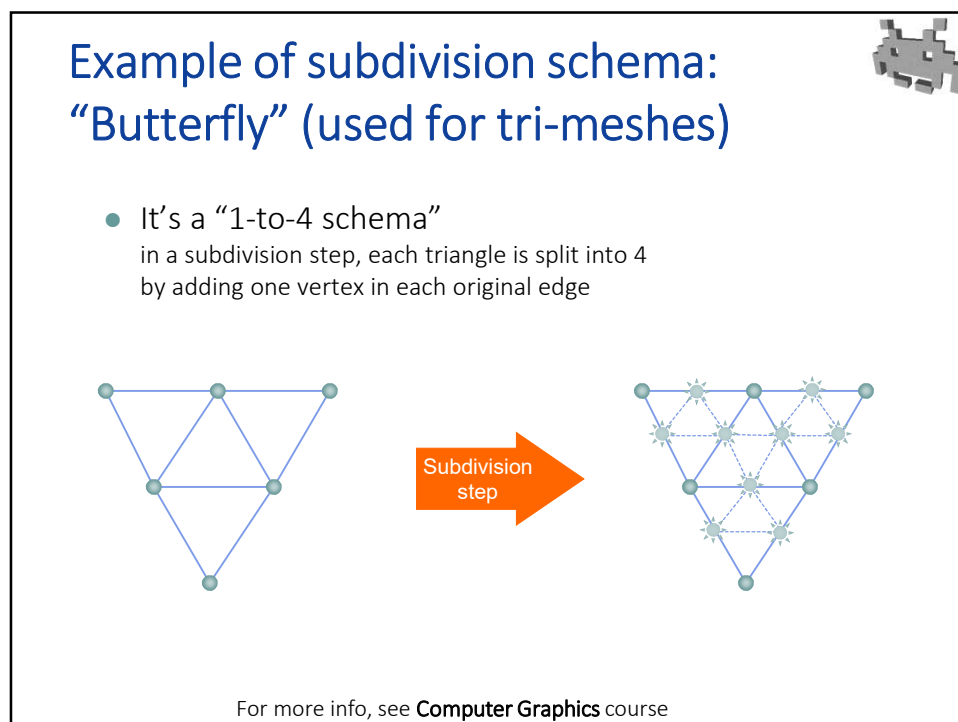 Example of subdivision schema:
“Butterfly” (used for tri-meshes)
It’s a “1-to-4 schema”
in a subdivision step, each triangle is split into 4
by adding one vertex in each original edge
Subdivision
step
For more info, see Computer Graphics course